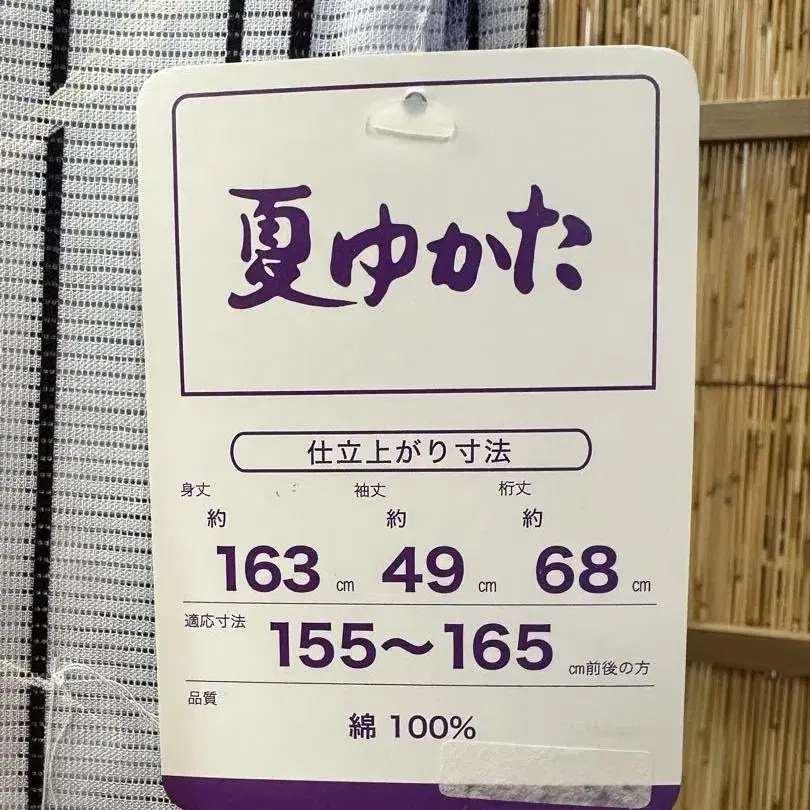 夏ゆかた
仕立上がり寸法
身丈 袖丈 裄丈
約 約 約
163 cm 49 cm 68 cm
適応寸法 155〜165 cm前後の方
品質
綿 100%